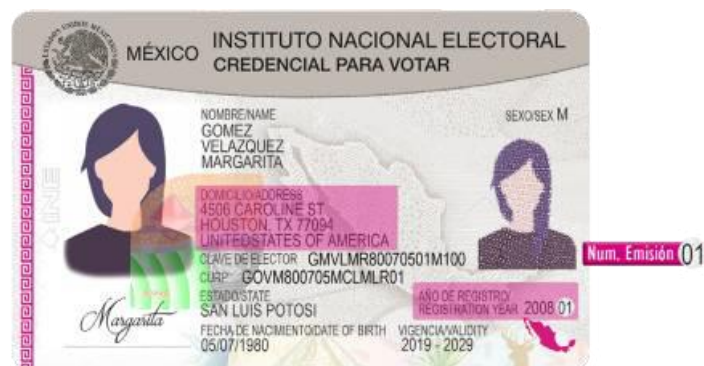 MÉXICO
INSTITUTO NACIONAL ELECTORAL
CREDENCIAL PARA VOTAR
NOMBRE/NAME
GOMEZ
VELAZQUEZ
MARGARITA
SEXO/SEX M
DOMICILIO/ADDRESS
4506 CAROLINE ST
HOUSTON, TX 77094
UNITEDSTATES OF AMERICA
CLAVE DE ELECTOR GMVLMR80070501M100
CURP GOVM800705MCLMLR01
ESTADO/STATE
SAN LUIS POTOSI
AÑO DE REGISTRO/
REGISTRATION YEAR 2008 01
FECHA DE NACIMIENTO/DATE OF BIRTH
05/07/1980
VIGENCIA/VALIDITY
2019 - 2029
Margarita
INE
Num. Emisión 01